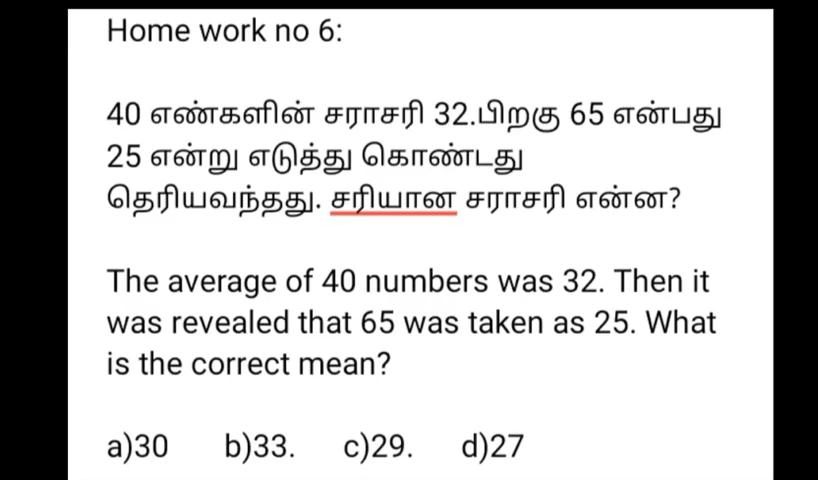 Home work no 6:
40 எண்களின் சராசரி 32.பிறகு 65 என்பது
25 என்று எடுத்து கொண்டது
தெரியவந்தது. சரியான சராசரி என்ன?
The average of 40 numbers was 32. Then it
was revealed that 65 was taken as 25. What
is the correct mean?
a)30 b)33. c)29. d)27